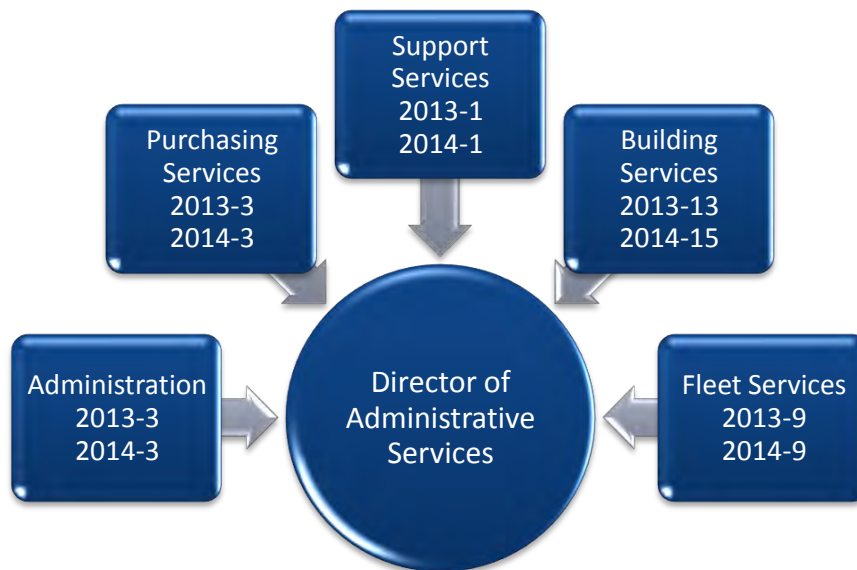 Support
Services
2013-1
2014-1
Purchasing
Services
2013-3
2014-3
Building
Services
2013-13
2014-15
Administration
2013-3
2014-3
Director of
Administrative
Services
Fleet Services
2013-9
2014-9